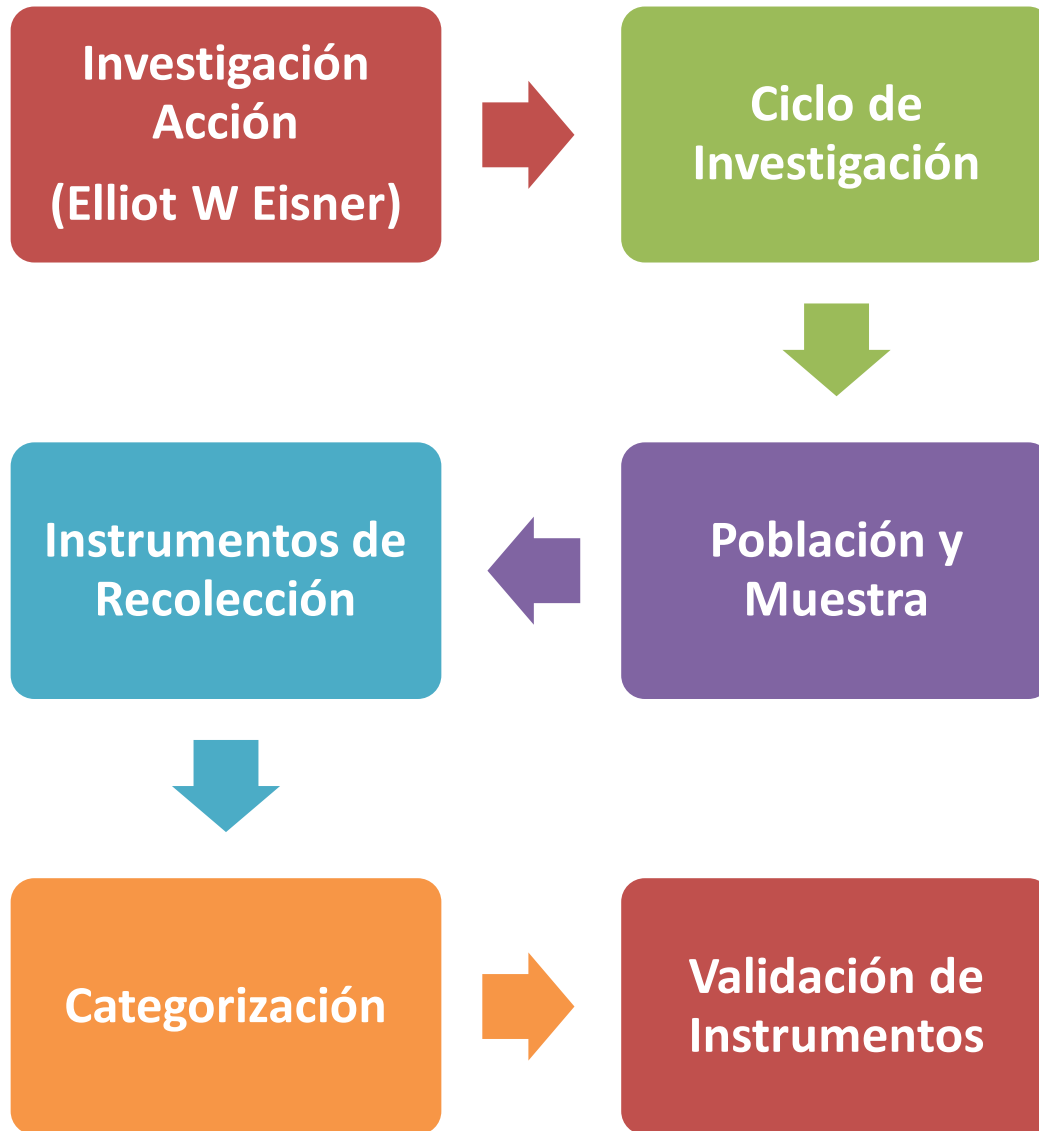 Investigación
Acción
(Elliot W Eisner)
Ciclo de
Investigación
Población y
Muestra
Instrumentos de
Recolección
Categorización
Validación de
Instrumentos